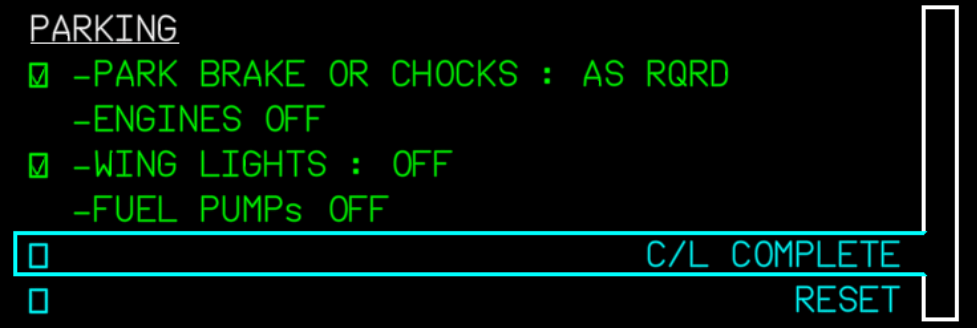 PARKING
☑ -PARK BRAKE OR CHOCKS : AS RQRD
-ENGINES OFF
☑ -WING LIGHTS : OFF
-FUEL PUMPs OFF
☐ C/L COMPLETE
☐ RESET